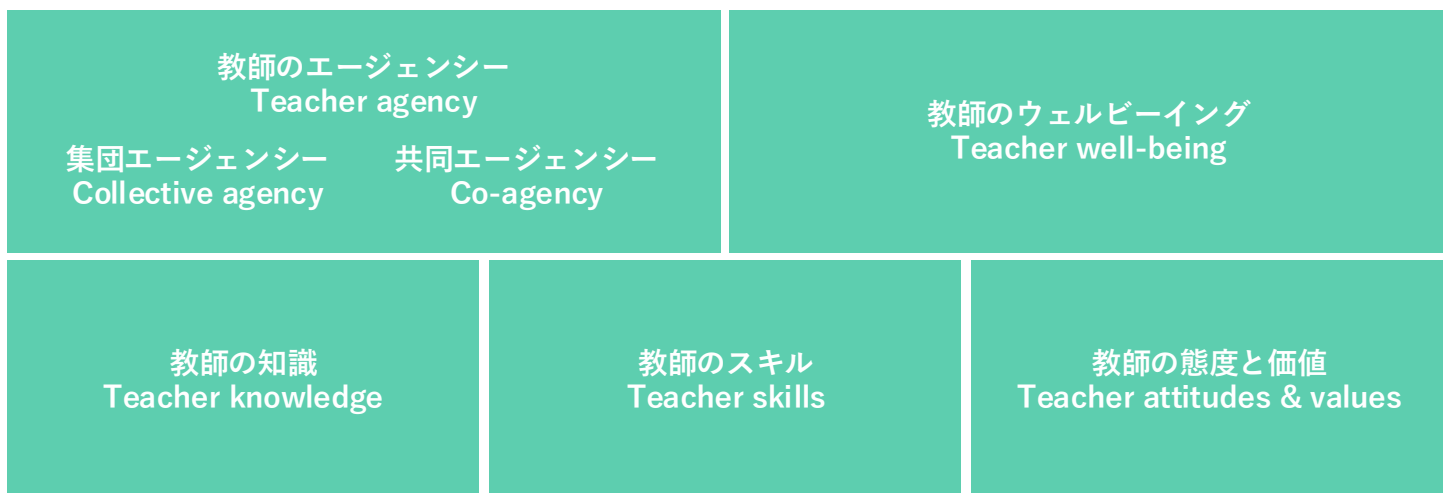 教師のエージェンシー
Teacher agency
集団エージェンシー
Collective agency
共同エージェンシー
Co-agency
教師のウェルビーイング
Teacher well-being
教師の知識
Teacher knowledge
教師のスキル
Teacher skills
教師の態度と価値
Teacher attitudes & values